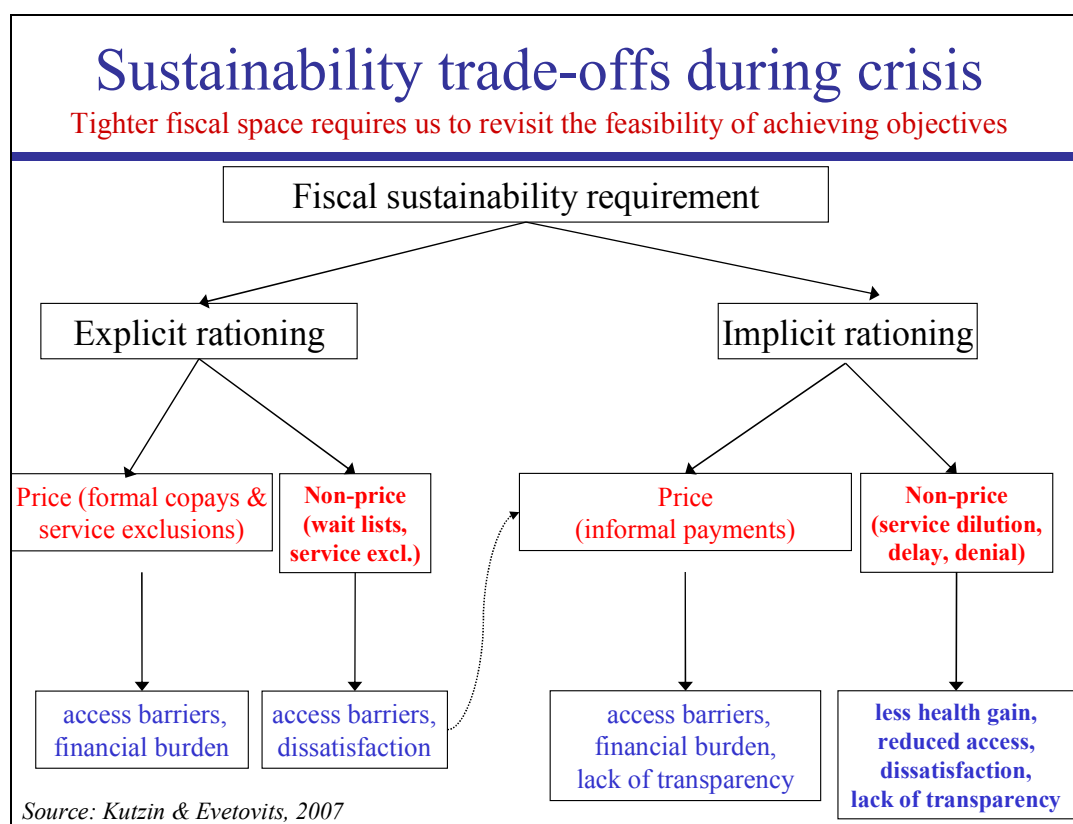 Sustainability trade-offs during crisis
Tighter fiscal space requires us to revisit the feasibility of achieving objectives
Fiscal sustainability requirement
Explicit rationing
Implicit rationing
Price (formal copays &
service exclusions)
Non-price
(wait lists,
service excl.)
Price
(informal payments)
Non-price
(service dilution,
delay, denial)
access barriers,
financial burden
access barriers,
dissatisfaction
access barriers,
financial burden,
lack of transparency
less health gain,
reduced access,
dissatisfaction,
lack of transparency
Source: Kutzin & Evetovits, 2007